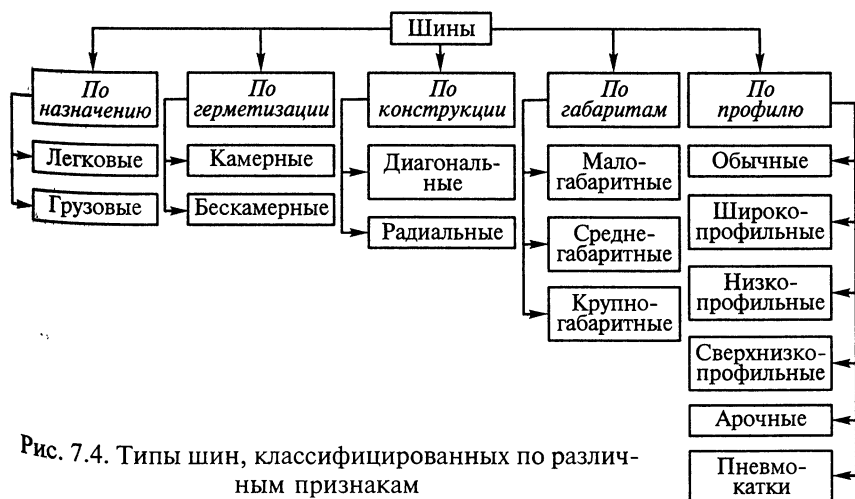 Шины
По
назначению
Легковые
Грузовые
По
герметизации
Камерные
Бескамерные
По
конструкции
Диагональ-
ные
Радиальные
По
габаритам
Мало-
габаритные
Средне-
габаритные
Крупно-
габаритные
По
профилю
Обычные
Широко-
профильные
Низко-
профильные
Сверхнизко-
профильные
Арочные
Пневмо-
катки
Рис. 7.4. Типы шин, классифицированных по различ-
ным признакам